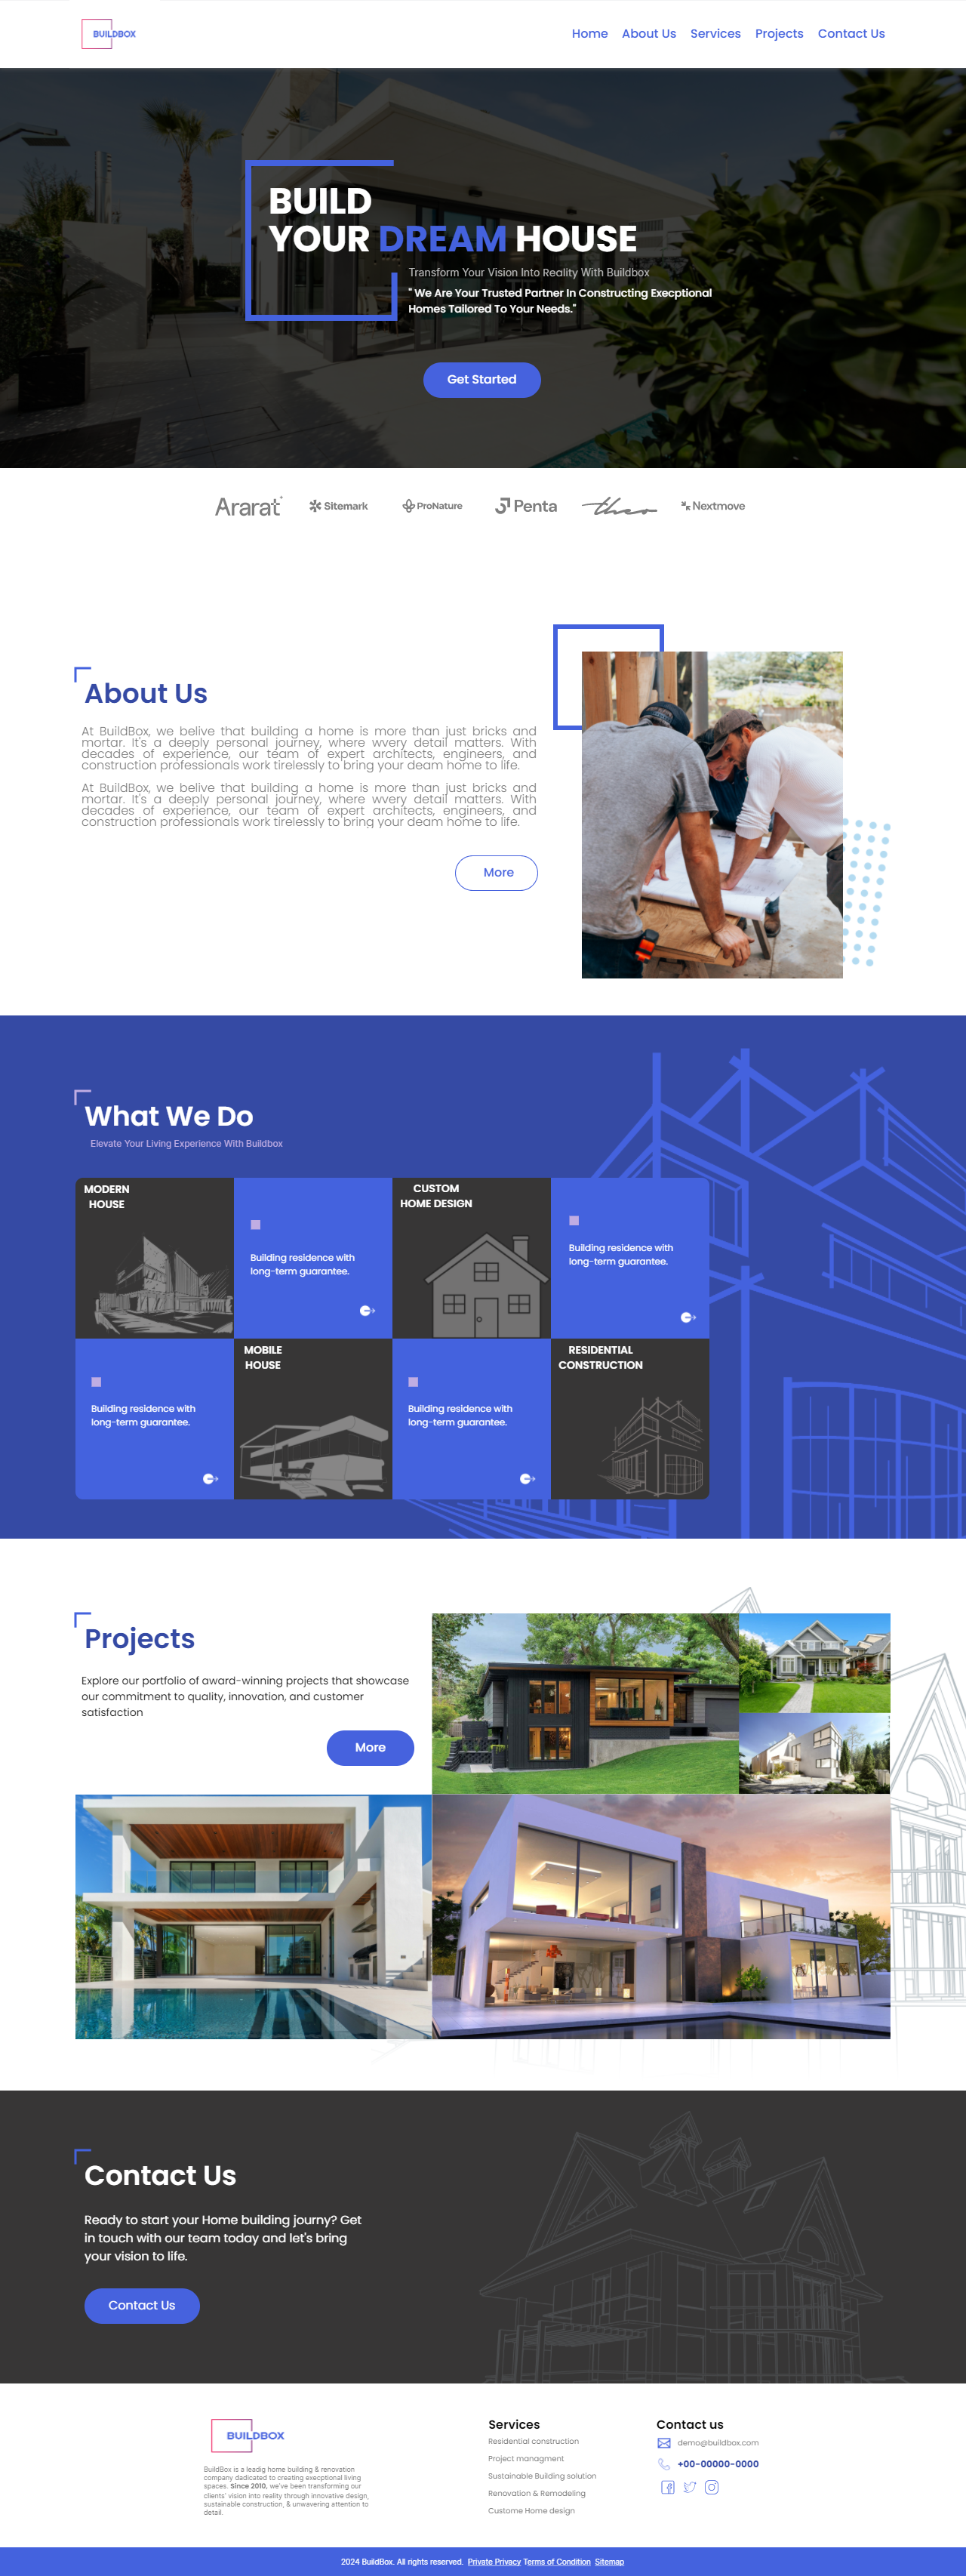 BUILDBOX
Home About Us Services Projects Contact Us
BUILD
YOUR DREAM HOUSE
Transform Your Vision Into Reality With Buildbox
" We Are Your Trusted Partner In Constructing Execptional
Homes Tailored To Your Needs."
Get Started
Ararat Sitemark ProNature Penta theo Nextmove
About Us
At BuildBox, we belive that building a home is more than just bricks and
mortar. It's a deeply personal journey, where wvery detail matters. With
decades of experience, our team of expert architects, engineers, and
construction professionals work tirelessly to bring your deam home to life.
At BuildBox, we belive that building a home is more than just bricks and
mortar. It's a deeply personal journey, where wvery detail matters. With
decades of experience, our team of expert architects, engineers, and
construction professionals work tirelessly to bring your deam home to life.
More
What We Do
Elevate Your Living Experience With Buildbox
MODERN
HOUSE
Building residence with
long-term guarantee.
CUSTOM
HOME DESIGN
Building residence with
long-term guarantee.
Building residence with
long-term guarantee.
MOBILE
HOUSE
Building residence with
long-term guarantee.
RESIDENTIAL
CONSTRUCTION
Projects
Explore our portfolio of award-winning projects that showcase
our commitment to quality, innovation, and customer
satisfaction
More
Contact Us
Ready to start your Home building journy? Get
in touch with our team today and let's bring
your vision to life.
Contact Us
BUILDBOX
BuildBox is a leadig home building & renovation
company dadicated to creating execptional living
spaces. Since 2010, we've been transforming our
clients' vision into reality through innovative design,
sustainable construction, & unwavering attention to
detail.
Services
Residential construction
Project managment
Sustainable Building solution
Renovation & Remodeling
Custome Home design
Contact us
demo@buildbox.com
+00-00000-0000
2024 BuildBox. All rights reserved. Private Privacy Terms of Condition Sitemap